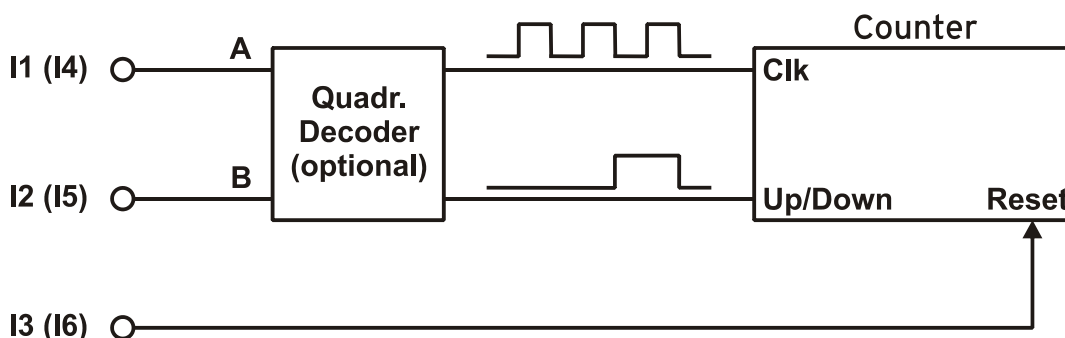 Counter
I1 (I4)
A
Clk
Quadr.
Decoder
(optional)
I2 (I5)
B
Up/Down
Reset
I3 (I6)